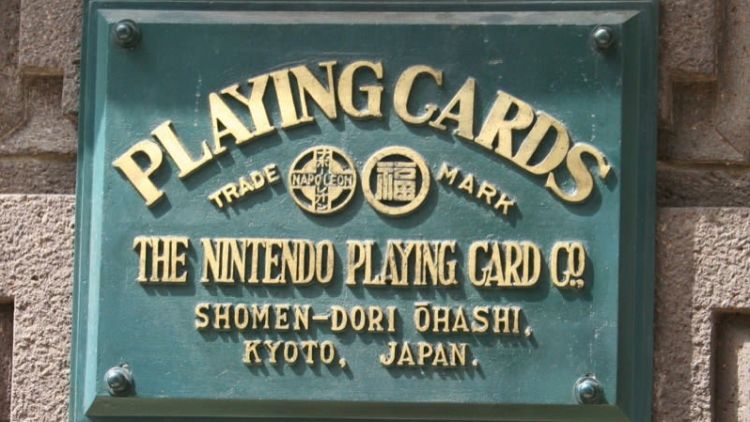 PLAYING CARDS
TRADE NAPOLEON 福 MARK
THE NINTENDO PLAYING CARD CO.,
SHOMEN-DORI ŌHASHI,
KYOTO, JAPAN.